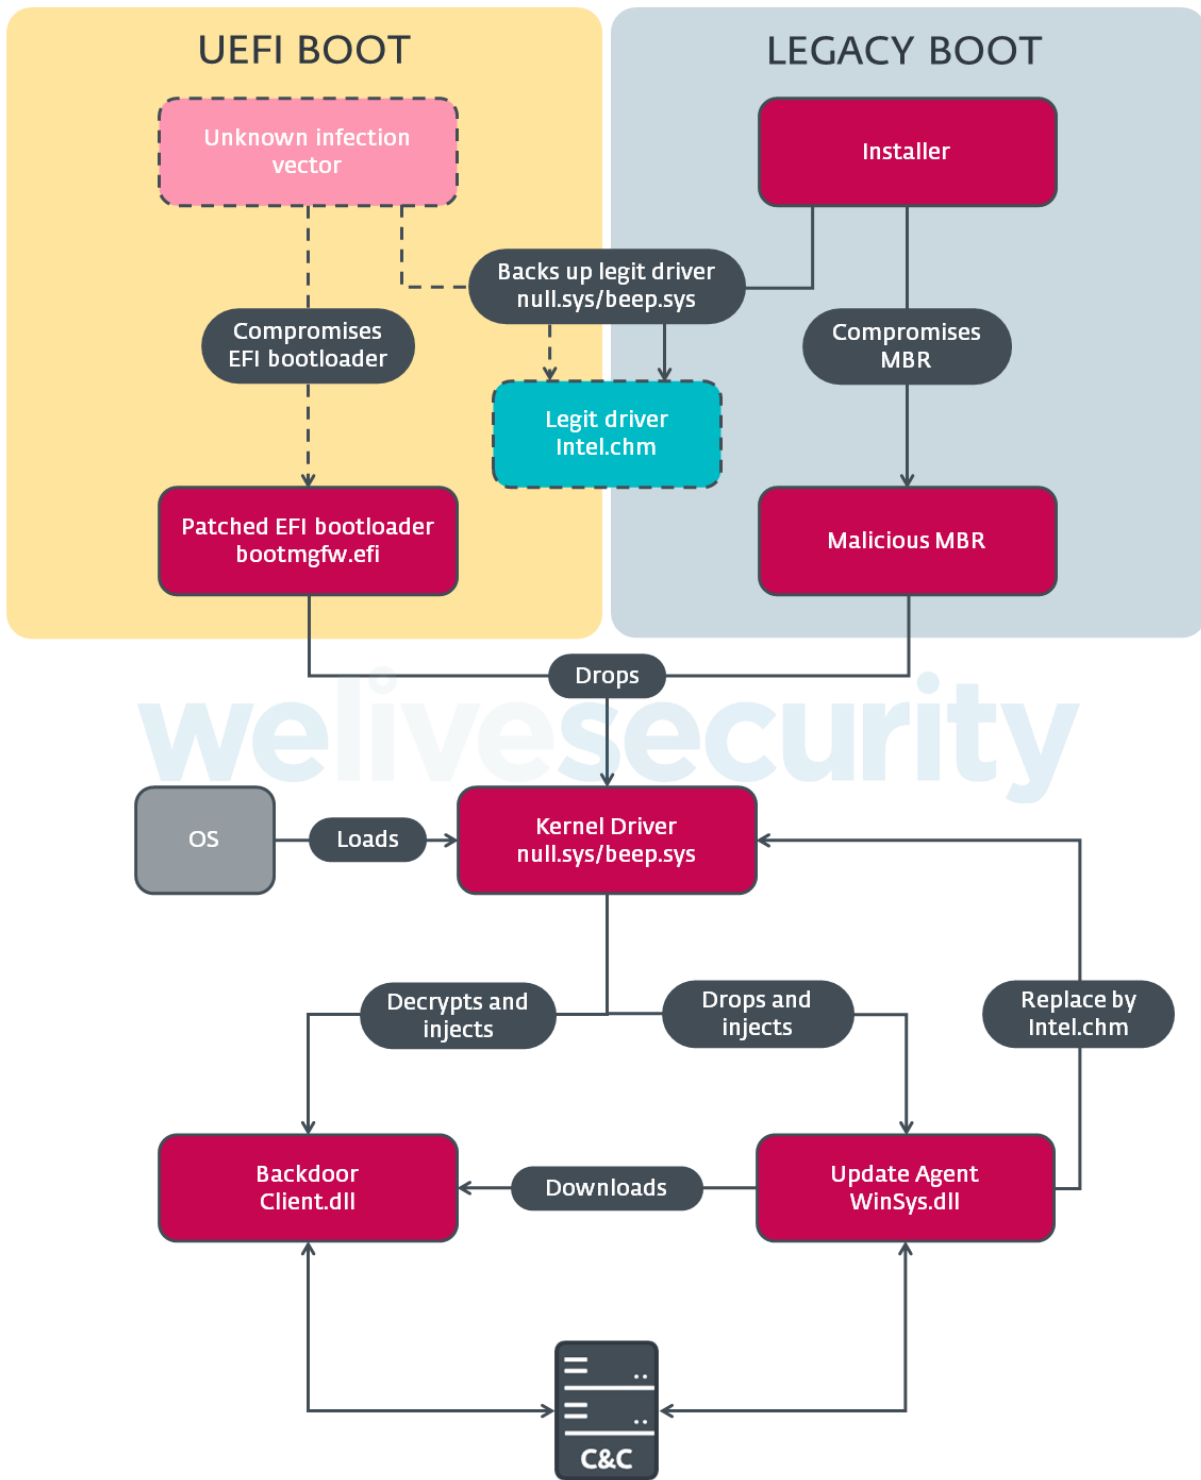 UEFI BOOT
LEGACY BOOT
Unknown infection
vector
Installer
Backs up legit driver
null.sys/beep.sys
Compromises
EFI bootloader
Compromises
MBR
Legit driver
Intel.chm
Patched EFI bootloader
bootmgfw.efi
Malicious MBR
Drops
welivesecurity
OS
Loads
Kernel Driver
null.sys/beep.sys
Decrypts and
injects
Drops and
injects
Replace by
Intel.chm
Backdoor
Client.dll
Downloads
Update Agent
WinSys.dll
C&C